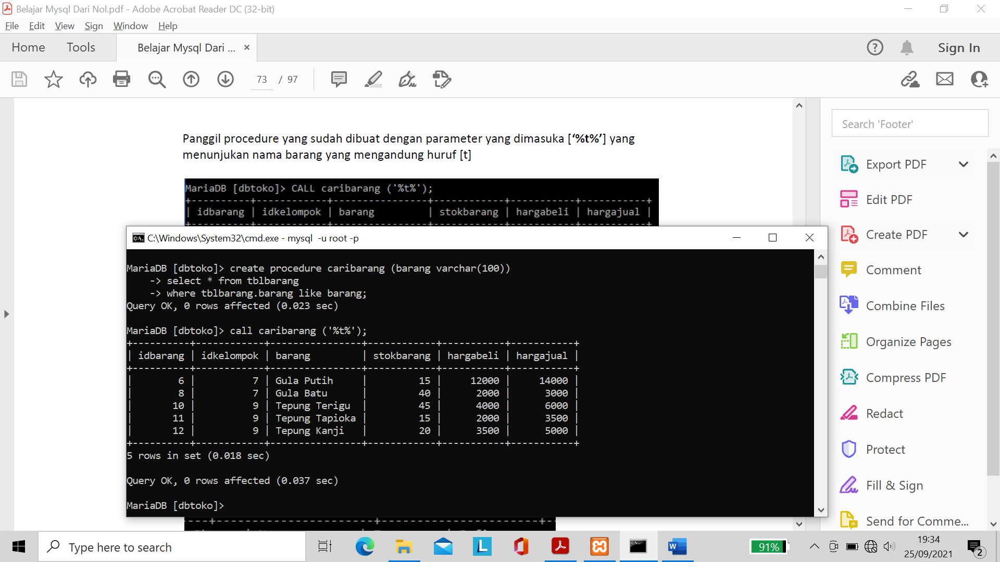 Belajar Mysql Dari Nol.pdf - Adobe Acrobat Reader DC (32-bit)
File Edit View Sign Window Help
Home Tools Belajar Mysql Dari ... × Sign In
73 / 97
Panggil procedure yang sudah dibuat dengan parameter yang dimasuka [‘%t%’] yang
menunjukan nama barang yang mengandung huruf [t]
MariaDB [dbtoko]> CALL caribarang ('%t%');
+----------+------------+-----------------+------------+-----------+-----------+
| idbarang | idkelompok | barang          | stokbarang | hargabeli | hargajual |
+----------+------------+-----------------+------------+-----------+-----------+
C:\Windows\System32\cmd.exe - mysql  -u root -p
MariaDB [dbtoko]> create procedure caribarang (barang varchar(100))
    -> select * from tblbarang
    -> where tblbarang.barang like barang;
Query OK, 0 rows affected (0.023 sec)
MariaDB [dbtoko]> call caribarang ('%t%');
+----------+------------+----------------+------------+-----------+-----------+
| idbarang | idkelompok | barang         | stokbarang | hargabeli | hargajual |
+----------+------------+----------------+------------+-----------+-----------+
|        6 |          7 | Gula Putih     |         15 |     12000 |     14000 |
|        8 |          7 | Gula Batu      |         40 |      2000 |      3000 |
|       10 |          9 | Tepung Terigu  |         45 |      4000 |      6000 |
|       11 |          9 | Tepung Tapioka |         15 |      2000 |      3500 |
|       12 |          9 | Tepung Kanji   |         20 |      3500 |      5000 |
+----------+------------+----------------+------------+-----------+-----------+
5 rows in set (0.018 sec)
Query OK, 0 rows affected (0.037 sec)
MariaDB [dbtoko]>
Search 'Footer'
Export PDF
Edit PDF
Create PDF
Comment
Combine Files
Organize Pages
Compress PDF
Redact
Protect
Fill & Sign
Send for Comme...
Type here to search
91%
19:34
25/09/2021
2